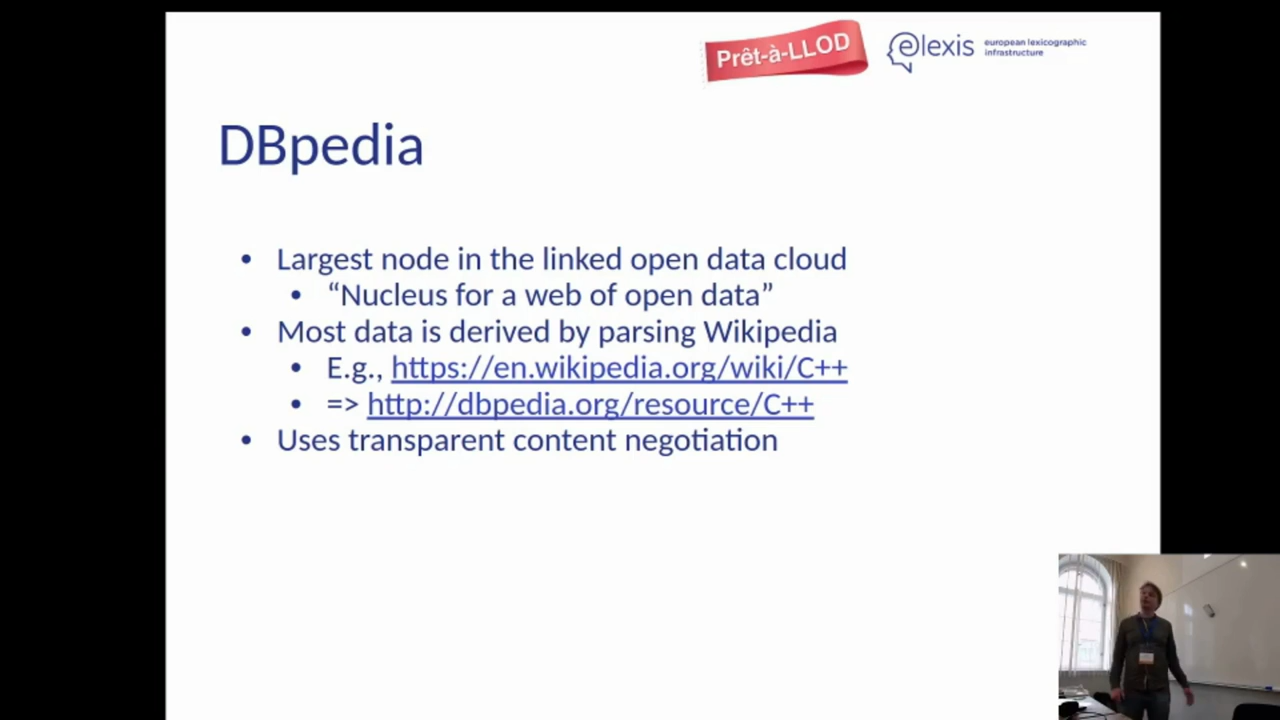 Prêt-à-LLOD
elexis
european lexicographic
infrastructure
DBpedia
• Largest node in the linked open data cloud
• “Nucleus for a web of open data”
• Most data is derived by parsing Wikipedia
• E.g., https://en.wikipedia.org/wiki/C++
• => http://dbpedia.org/resource/C++
• Uses transparent content negotiation